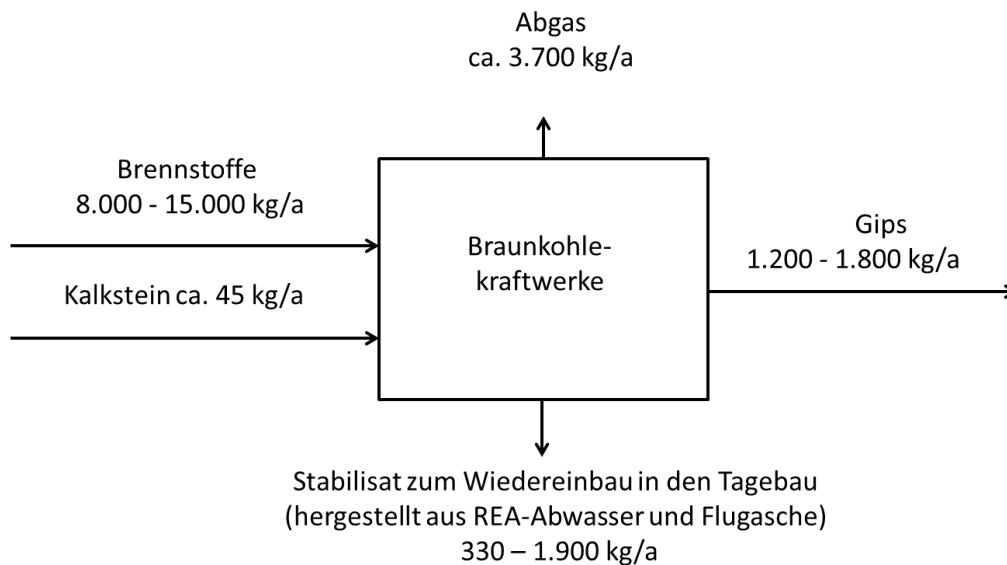 Abgas
ca. 3.700 kg/a
Brennstoffe
8.000 - 15.000 kg/a
Kalkstein ca. 45 kg/a
Braunkohle-
kraftwerke
Gips
1.200 - 1.800 kg/a
Stabilisat zum Wiedereinbau in den Tagebau
(hergestellt aus REA-Abwasser und Flugasche)
330 – 1.900 kg/a